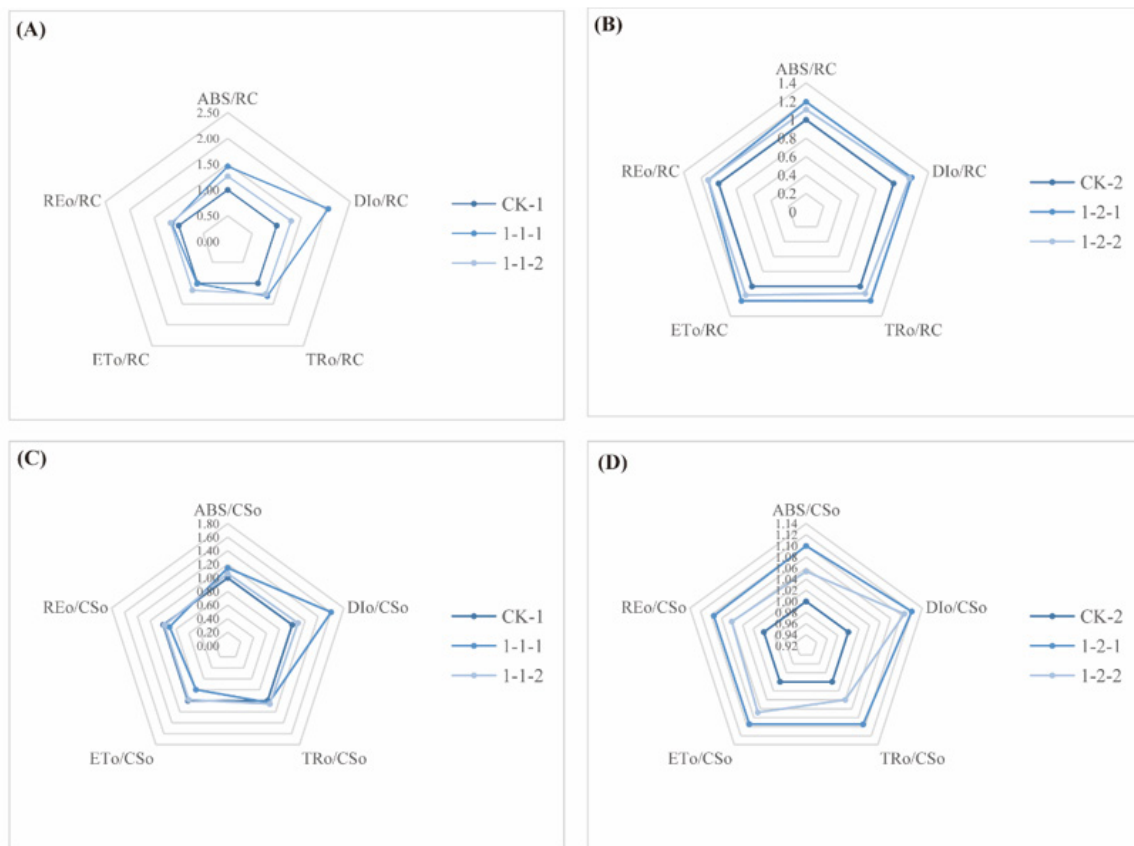 (A)
ABS/RC
2.50
2.00
1.50
1.00
0.50
0.00
REo/RC
DIo/RC
ETo/RC
TRo/RC
CK-1
1-1-1
1-1-2
(B)
ABS/RC
1.4
1.2
1
0.8
0.6
0.4
0.2
0
REo/RC
DIo/RC
ETo/RC
TRo/RC
CK-2
1-2-1
1-2-2
(C)
ABS/CSo
1.80
1.60
1.40
1.20
1.00
0.80
0.60
0.40
0.20
0.00
REo/CSo
DIo/CSo
ETo/CSo
TRo/CSo
CK-1
1-1-1
1-1-2
(D)
ABS/CSo
1.14
1.12
1.10
1.08
1.06
1.04
1.02
1.00
0.98
0.96
0.94
0.92
REo/CSo
DIo/CSo
ETo/CSo
TRo/CSo
CK-2
1-2-1
1-2-2